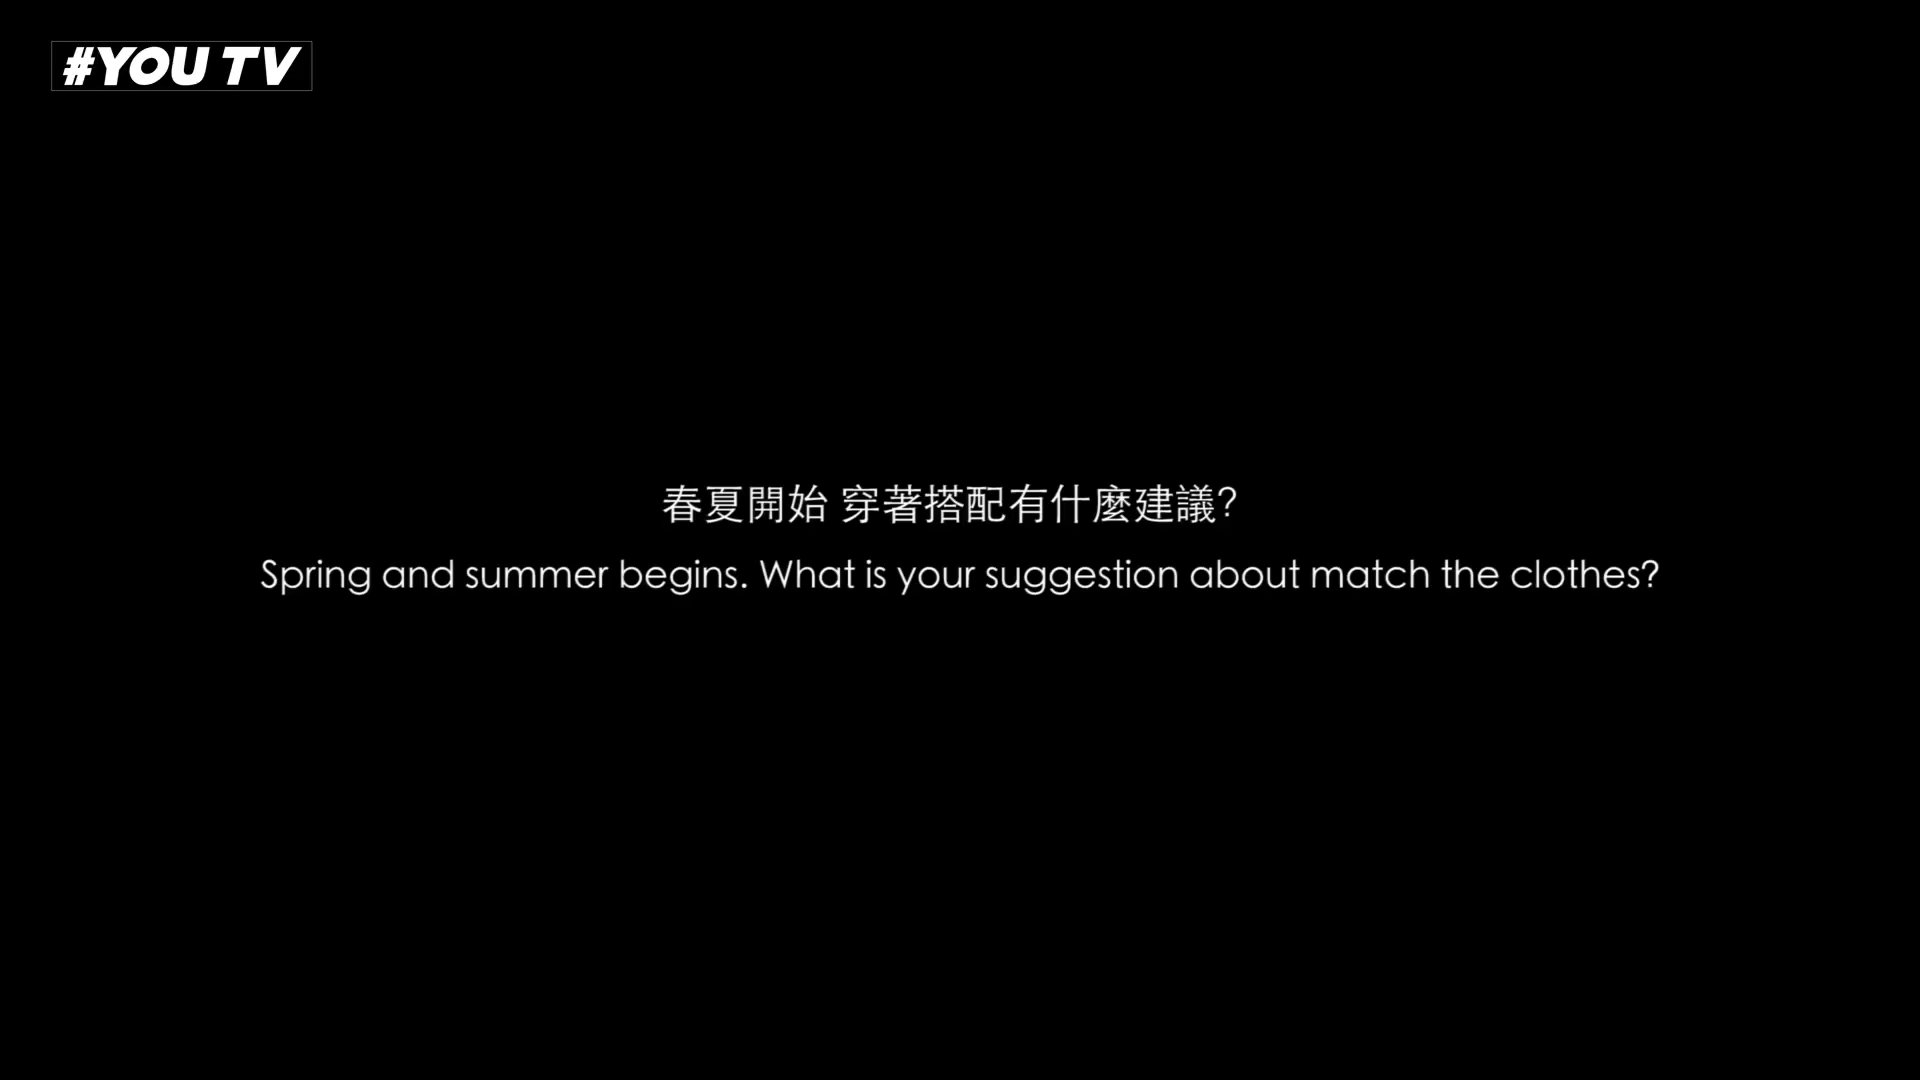 #YOU TV
春夏開始 穿著搭配有什麼建議?
Spring and summer begins. What is your suggestion about match the clothes?